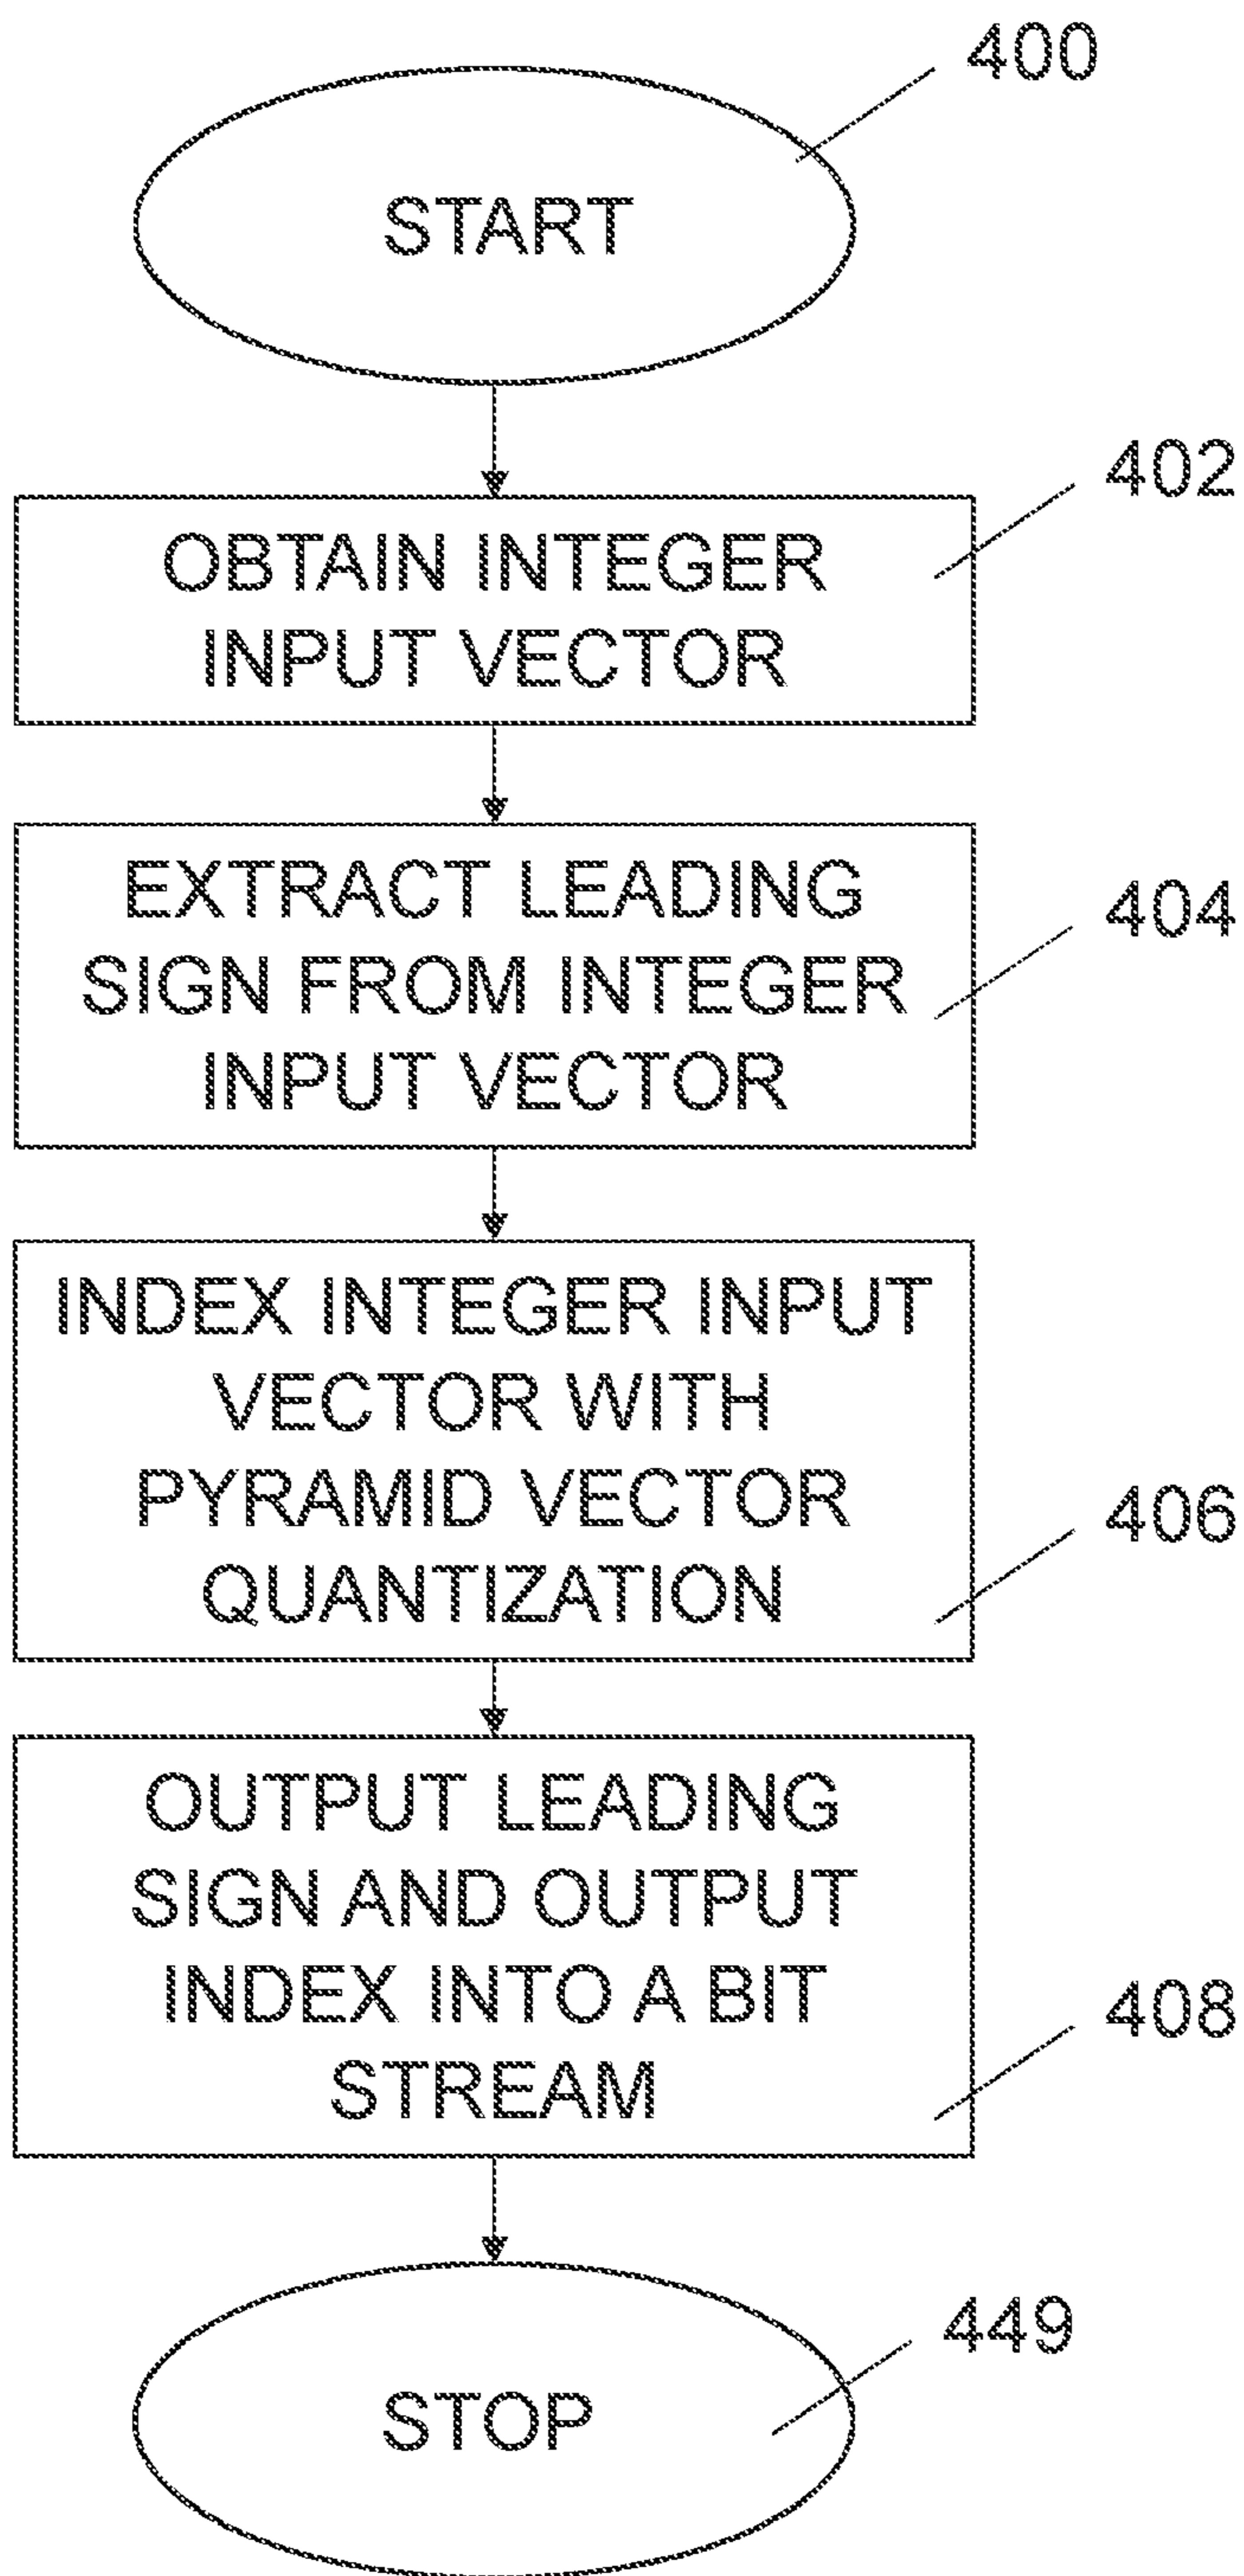 400
START
402
OBTAIN INTEGER
INPUT VECTOR
EXTRACT LEADING
404
SIGN FROM INTEGER
INPUT VECTOR
INDEX INTEGER INPUT
VECTOR WITH
PYRAMID VECTOR
406
QUANTIZATION
OUTPUT LEADING
SIGN AND OUTPUT
INDEX INTO A BIT
408
STREAM
449
STOP